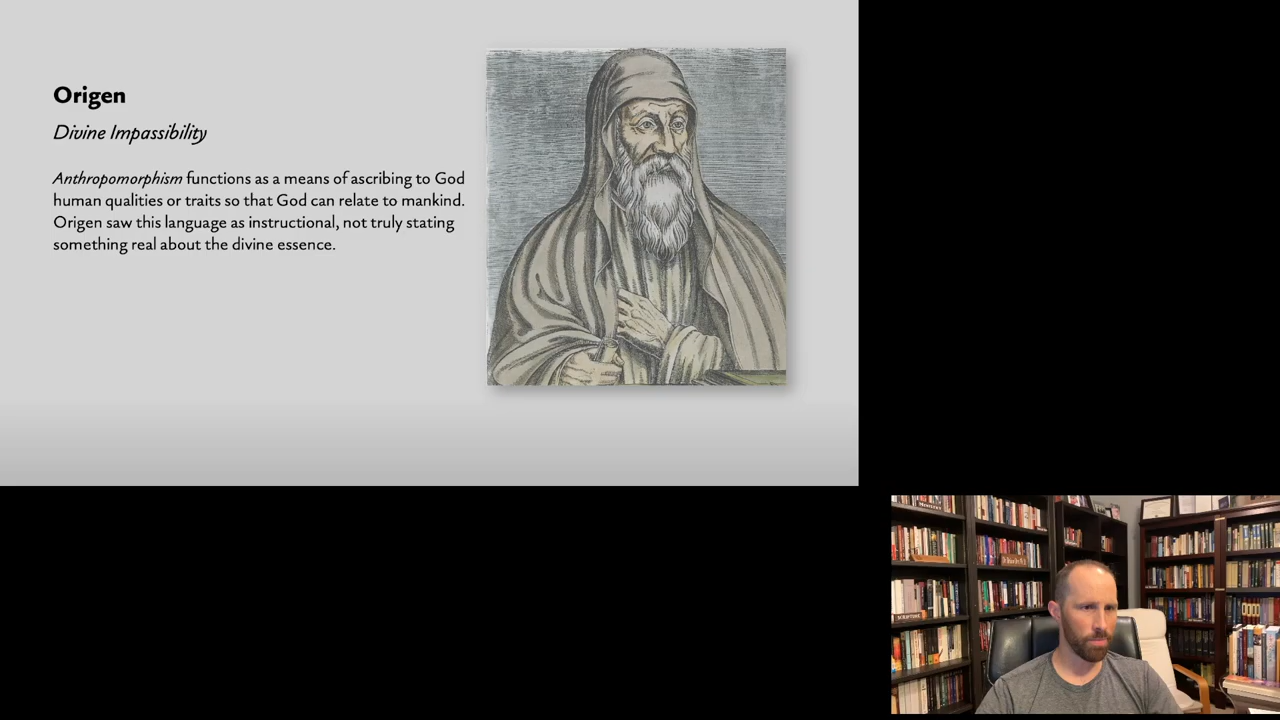 Origen
Divine Impassibility
Arthropomorphism functions as a means of ascribing to God
human qualities or traits so that God can relate to mankind.
Origen saw this language as instructional, not truly stating
something real about the divine essence.